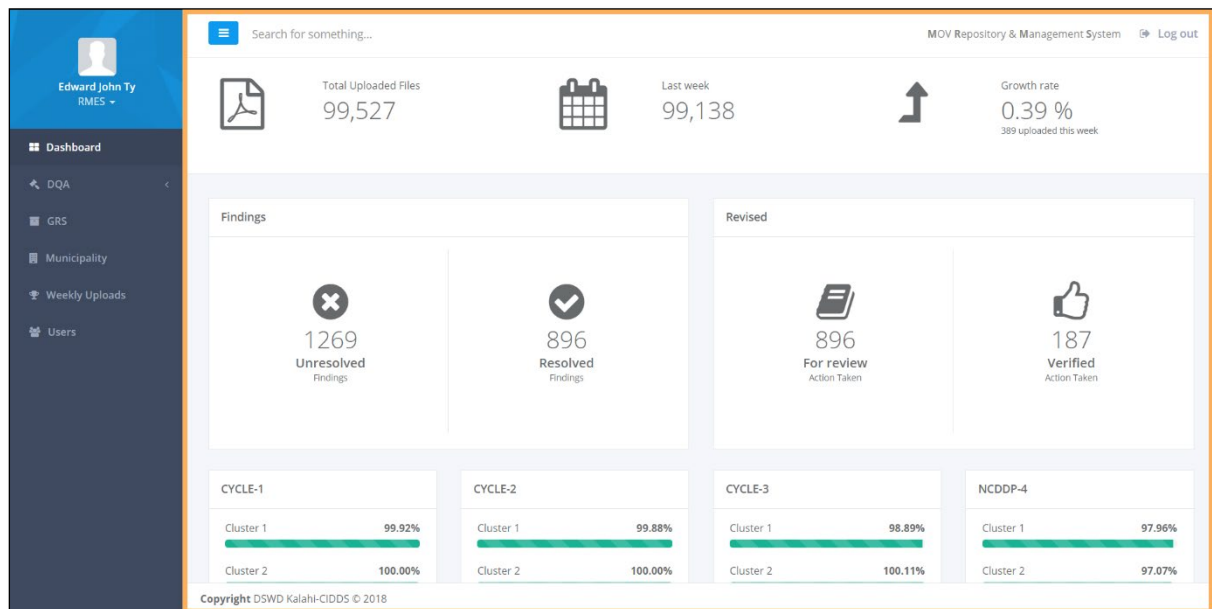 Edward John Ty
RMES
Dashboard
DQA
GRS
Municipality
Weekly Uploads
Users
Search for something...
MOV Repository & Management System
Log out
Total Uploaded Files
99,527
Last week
99,138
Growth rate
0.39 %
389 uploaded this week
Findings
1269
Unresolved
Findings
896
Resolved
Findings
Revised
896
For review
Action Taken
187
Verified
Action Taken
CYCLE-1
Cluster 1 99.92%
Cluster 2 100.00%
CYCLE-2
Cluster 1 99.88%
Cluster 2 100.00%
CYCLE-3
Cluster 1 98.89%
Cluster 2 100.11%
NCDDP-4
Cluster 1 97.96%
Cluster 2 97.07%
Copyright DSWD Kalahi-CIDDS © 2018